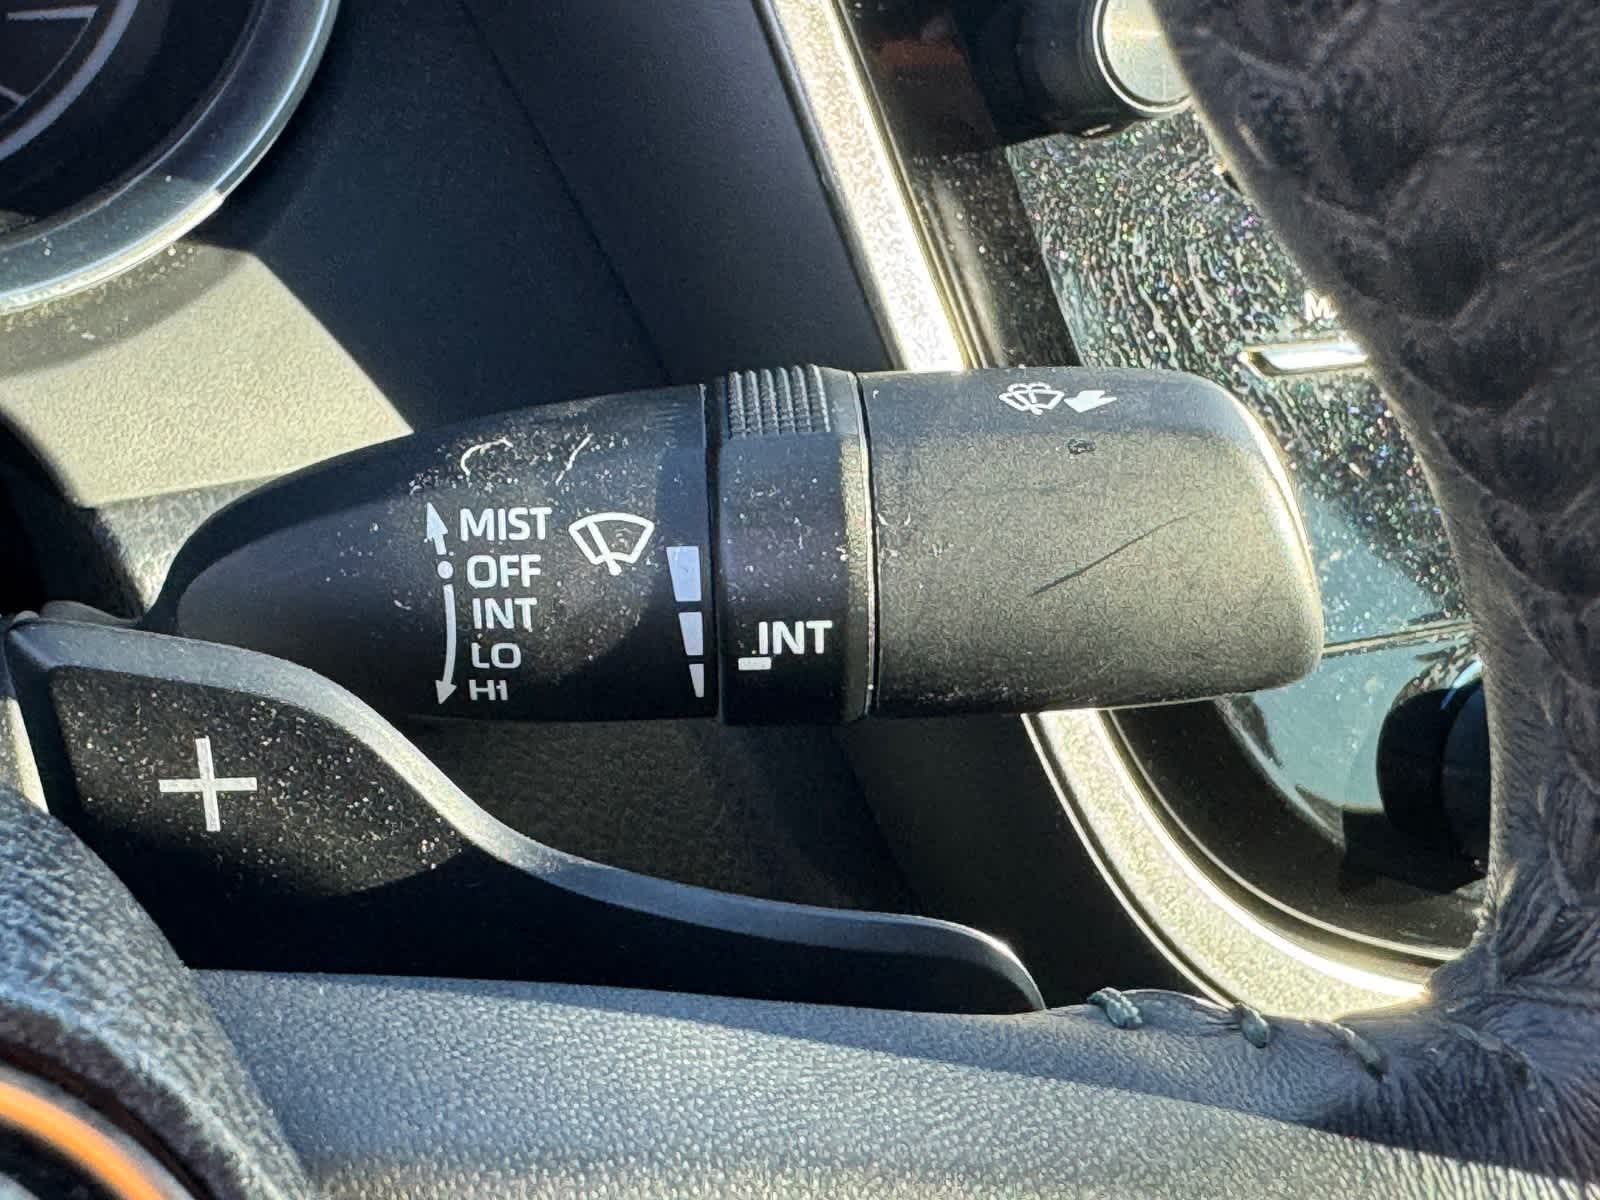 MIST
OFF
INT
LO
HI
INT
+